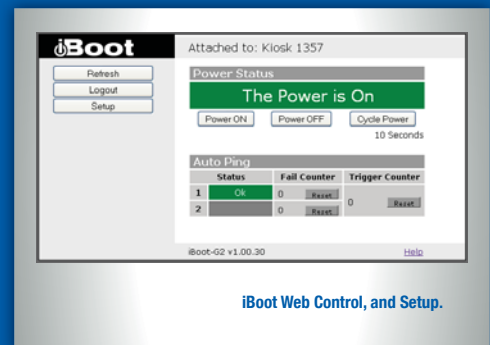 iBoot
Attached to: Kiosk 1357
Refresh
Logout
Setup
Power Status
The Power is On
Power ON Power OFF Cycle Power
10 Seconds
Auto Ping
Status Fail Counter Trigger Counter
1 Ok 0 Reset
0 Reset
2 0 Reset
iBoot-G2 v1.00.30 Help
iBoot Web Control, and Setup.